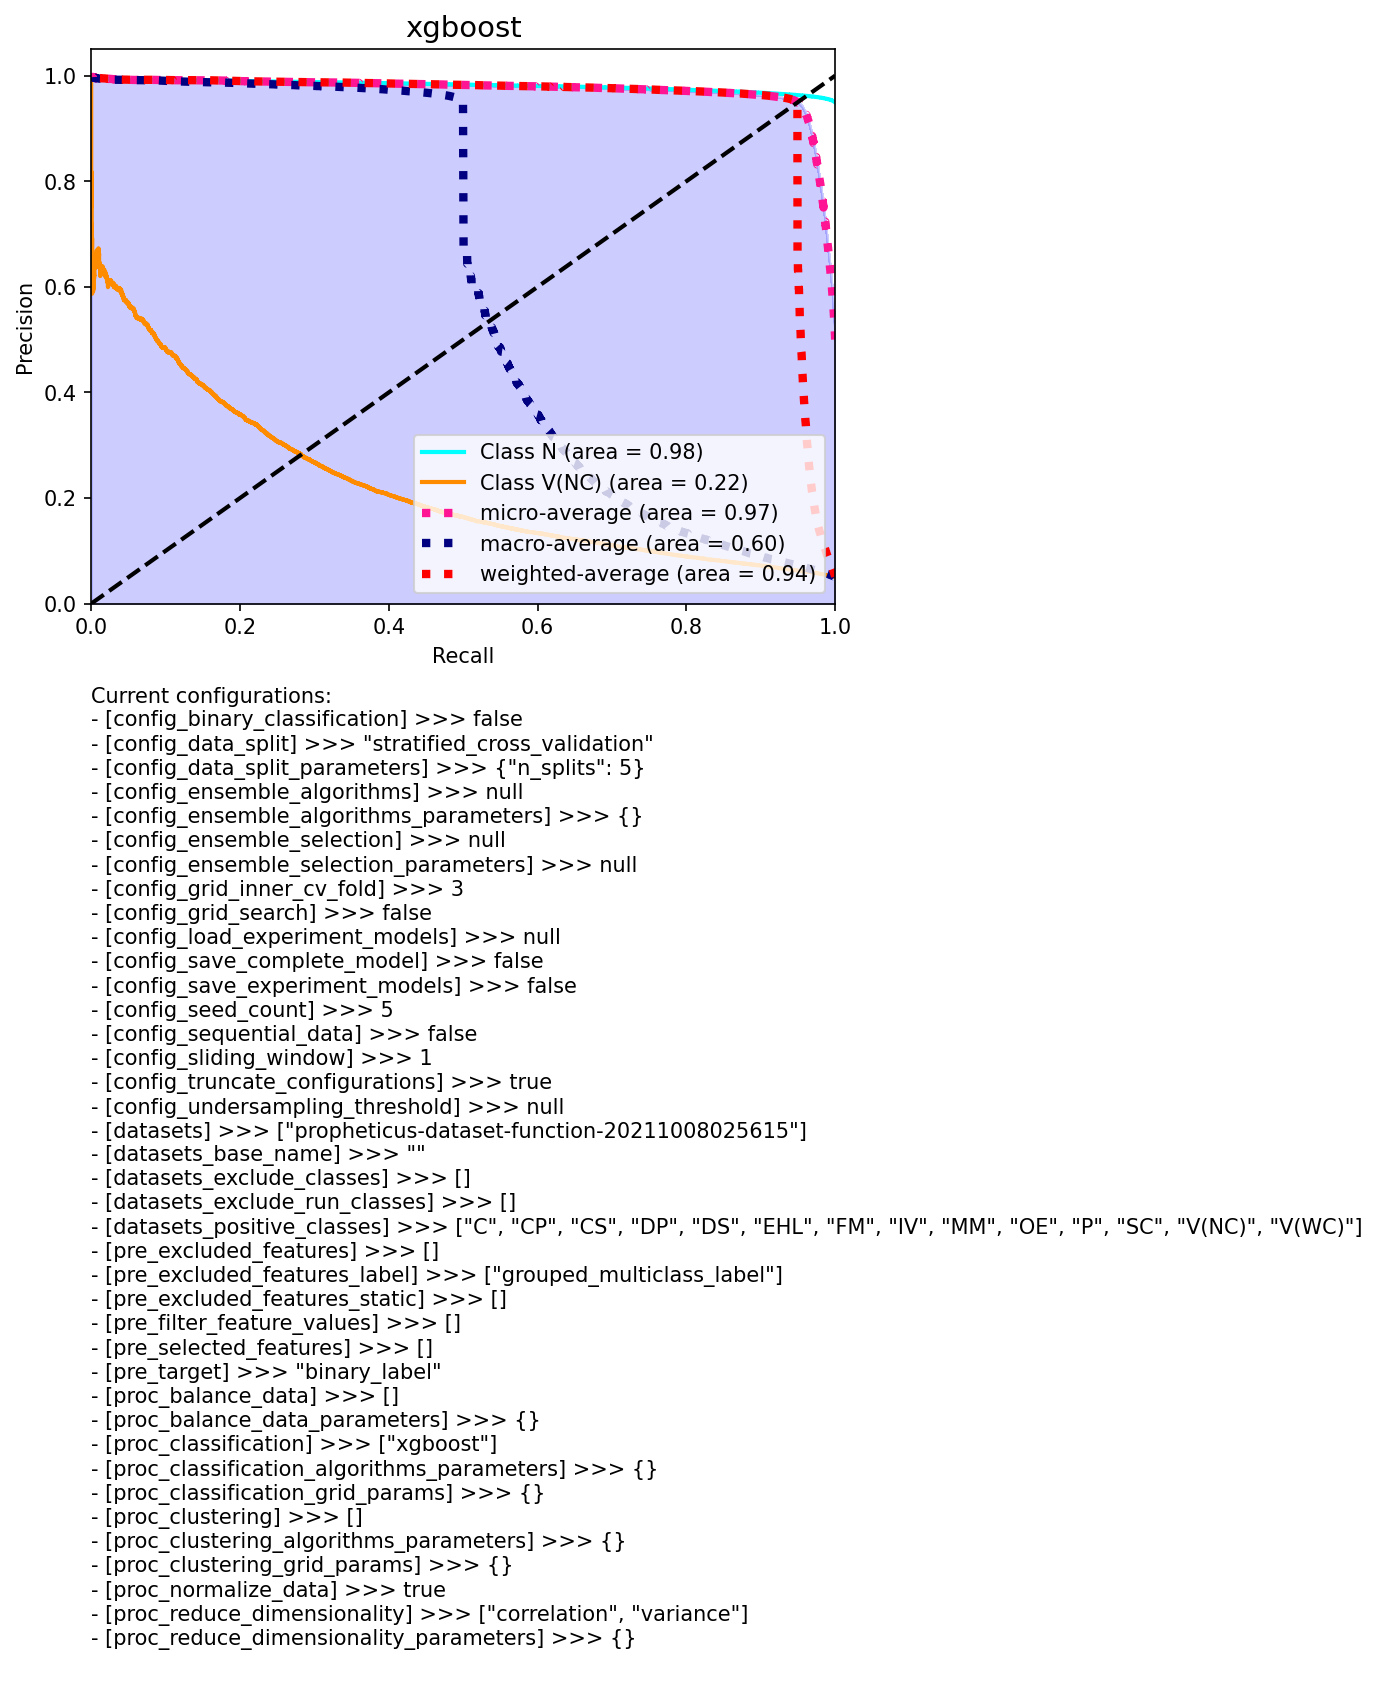 xgboost
1.0
0.8
0.6
0.4
0.2
0.0
Precision
0.0 0.2 0.4 0.6 0.8 1.0
Recall
Class N (area = 0.98)
Class V(NC) (area = 0.22)
micro-average (area = 0.97)
macro-average (area = 0.60)
weighted-average (area = 0.94)
Current configurations:
- [config_binary_classification] >>> false
- [config_data_split] >>> "stratified_cross_validation"
- [config_data_split_parameters] >>> {"n_splits": 5}
- [config_ensemble_algorithms] >>> null
- [config_ensemble_algorithms_parameters] >>> {}
- [config_ensemble_selection] >>> null
- [config_ensemble_selection_parameters] >>> null
- [config_grid_inner_cv_fold] >>> 3
- [config_grid_search] >>> false
- [config_load_experiment_models] >>> null
- [config_save_complete_model] >>> false
- [config_save_experiment_models] >>> false
- [config_seed_count] >>> 5
- [config_sequential_data] >>> false
- [config_sliding_window] >>> 1
- [config_truncate_configurations] >>> true
- [config_undersampling_threshold] >>> null
- [datasets] >>> ["propheticus-dataset-function-20211008025615"]
- [datasets_base_name] >>> ""
- [datasets_exclude_classes] >>> []
- [datasets_exclude_run_classes] >>> []
- [datasets_positive_classes] >>> ["C", "CP", "CS", "DP", "DS", "EHL", "FM", "IV", "MM", "OE", "P", "SC", "V(NC)", "V(WC)"]
- [pre_excluded_features] >>> []
- [pre_excluded_features_label] >>> ["grouped_multiclass_label"]
- [pre_excluded_features_static] >>> []
- [pre_filter_feature_values] >>> []
- [pre_selected_features] >>> []
- [pre_target] >>> "binary_label"
- [proc_balance_data] >>> []
- [proc_balance_data_parameters] >>> {}
- [proc_classification] >>> ["xgboost"]
- [proc_classification_algorithms_parameters] >>> {}
- [proc_classification_grid_params] >>> {}
- [proc_clustering] >>> []
- [proc_clustering_algorithms_parameters] >>> {}
- [proc_clustering_grid_params] >>> {}
- [proc_normalize_data] >>> true
- [proc_reduce_dimensionality] >>> ["correlation", "variance"]
- [proc_reduce_dimensionality_parameters] >>> {}